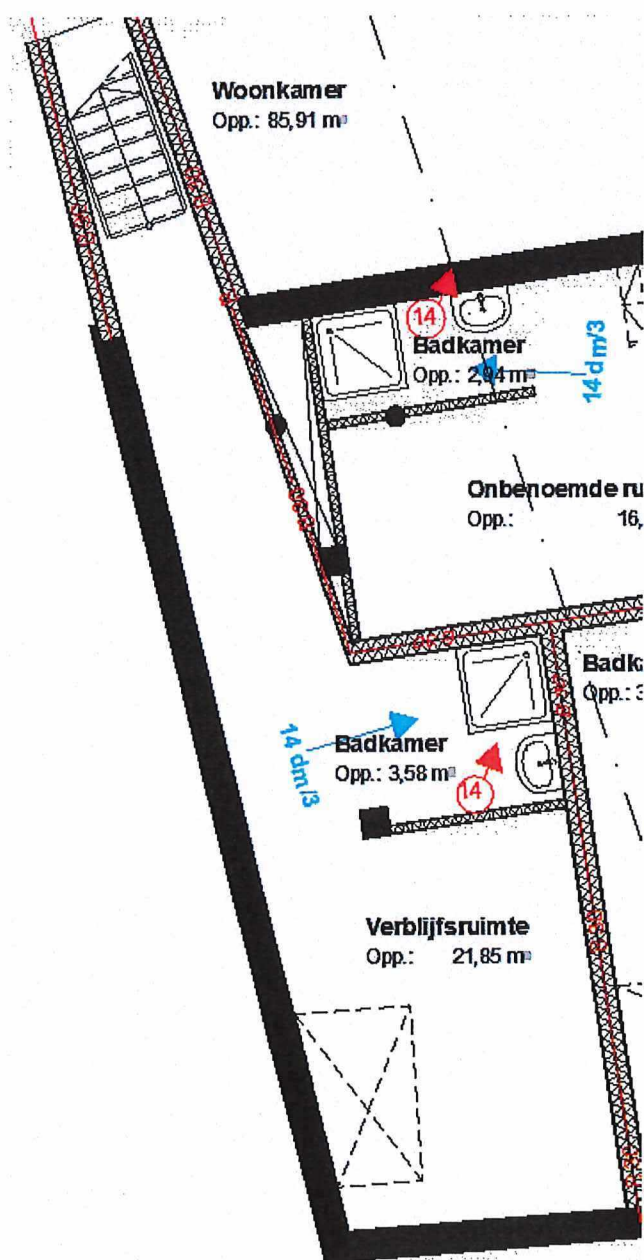 Woonkamer
Opp.: 85,91 m²
14
Badkamer
Opp.: 2,94 m²
14 dm/3
Onbenoemde ru
Opp.: 16,
Badka
Opp.: 3
14 dm/3
Badkamer
Opp.: 3,58 m²
14
Verblijfsruimte
Opp.: 21,85 m²